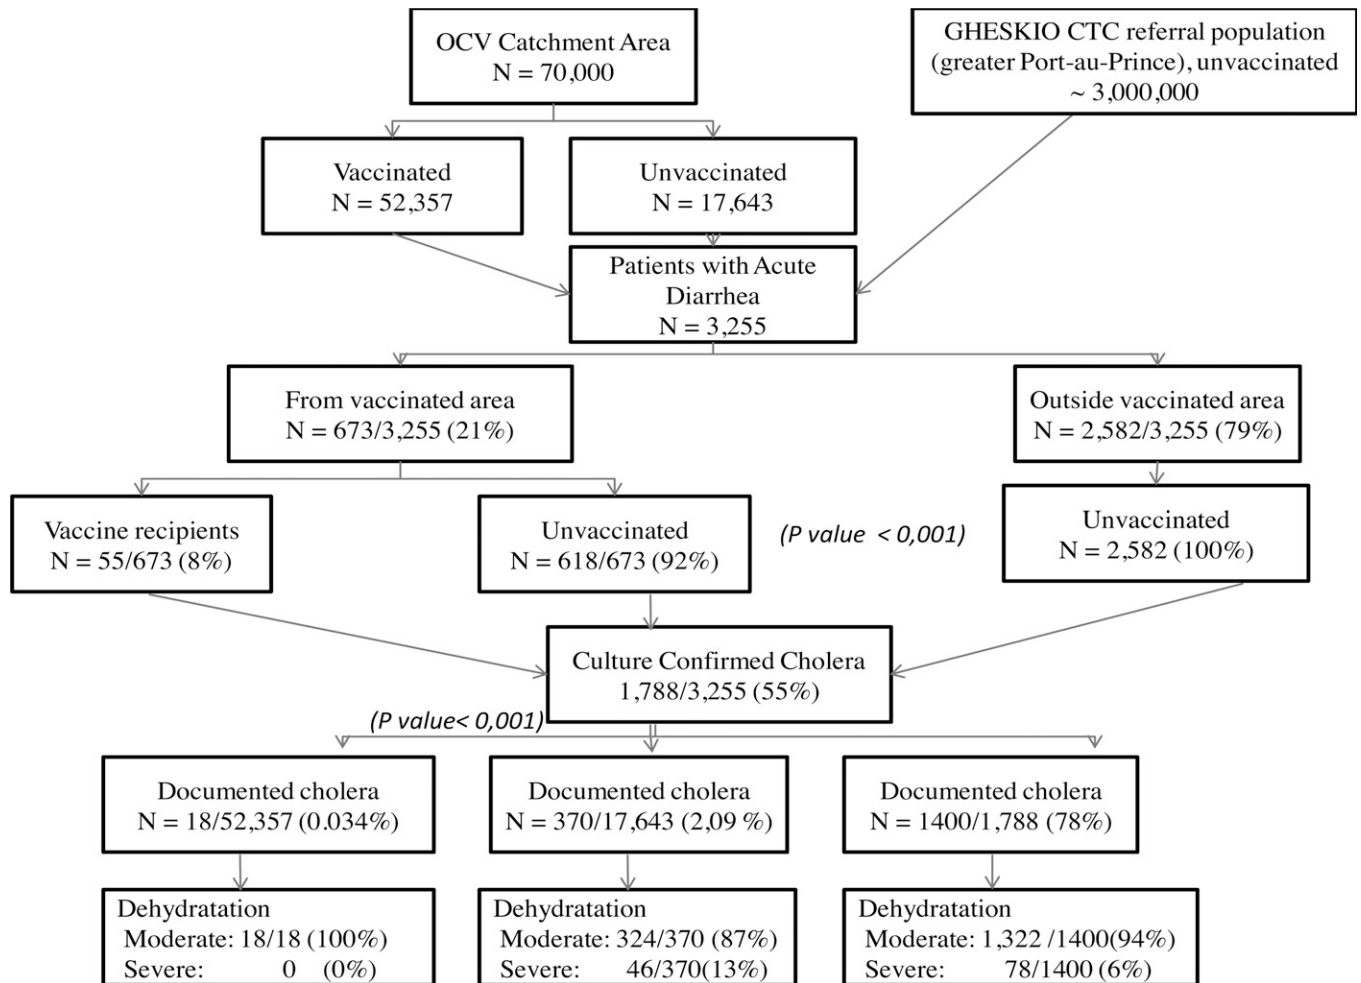 OCV Catchment Area
N = 70,000
GHESKIO CTC referral population
(greater Port-au-Prince), unvaccinated
~ 3,000,000
Vaccinated
N = 52,357
Unvaccinated
N = 17,643
Patients with Acute
Diarrhea
N = 3,255
From vaccinated area
N = 673/3,255 (21%)
Outside vaccinated area
N = 2,582/3,255 (79%)
Vaccine recipients
N = 55/673 (8%)
Unvaccinated
N = 618/673 (92%)
(P value < 0,001)
Unvaccinated
N = 2,582 (100%)
Culture Confirmed Cholera
1,788/3,255 (55%)
(P value< 0,001)
Documented cholera
N = 18/52,357 (0.034%)
Documented cholera
N = 370/17,643 (2,09 %)
Documented cholera
N = 1400/1,788 (78%)
Dehydratation
Moderate: 18/18 (100%)
Severe: 0 (0%)
Dehydratation
Moderate: 324/370 (87%)
Severe: 46/370(13%)
Dehydratation
Moderate: 1,322 /1400(94%)
Severe: 78/1400 (6%)